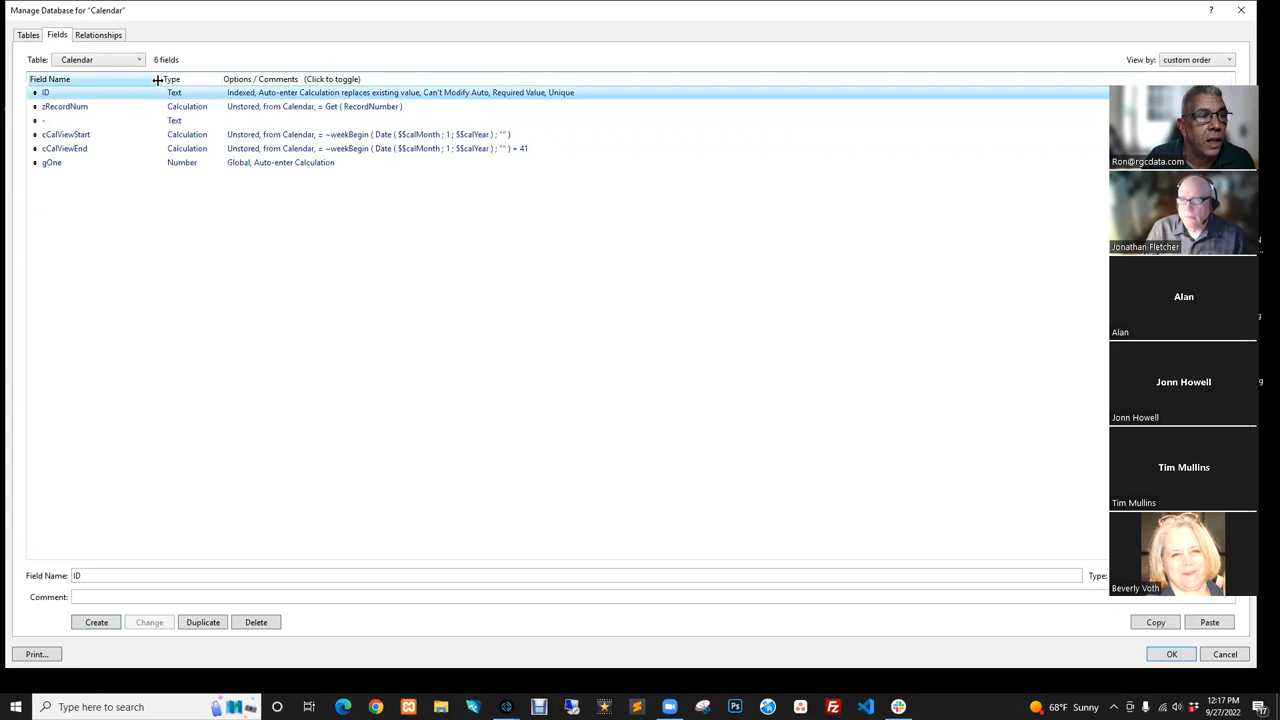 Manage Database for "Calendar"
?
Tables
Fields
Relationships
Table:
Calendar
6 fields
View by:
custom order
Field Name
Type
Options / Comments (Click to toggle)
ID
Text
Indexed, Auto-enter Calculation replaces existing value, Can't Modify Auto, Required Value, Unique
zRecordNum
Calculation
Unstored, from Calendar, = Get ( RecordNumber )
-
Text
cCalViewStart
Calculation
Unstored, from Calendar, = ~weekBegin ( Date ( $$calMonth ; 1 ; $$calYear ) ; "" )
cCalViewEnd
Calculation
Unstored, from Calendar, = ~weekBegin ( Date ( $$calMonth ; 1 ; $$calYear ) ; "" ) + 41
gOne
Number
Global, Auto-enter Calculation
Ron@rgcdata.com
Jonathan Fletcher
Alan
Alan
Jonn Howell
Jonn Howell
Tim Mullins
Tim Mullins
Beverly Voth
Field Name:
ID
Type:
Comment:
Create
Change
Duplicate
Delete
Copy
Paste
Print...
OK
Cancel
Type here to search
Ps
Fz
68°F Sunny
12:17 PM
9/27/2022
17